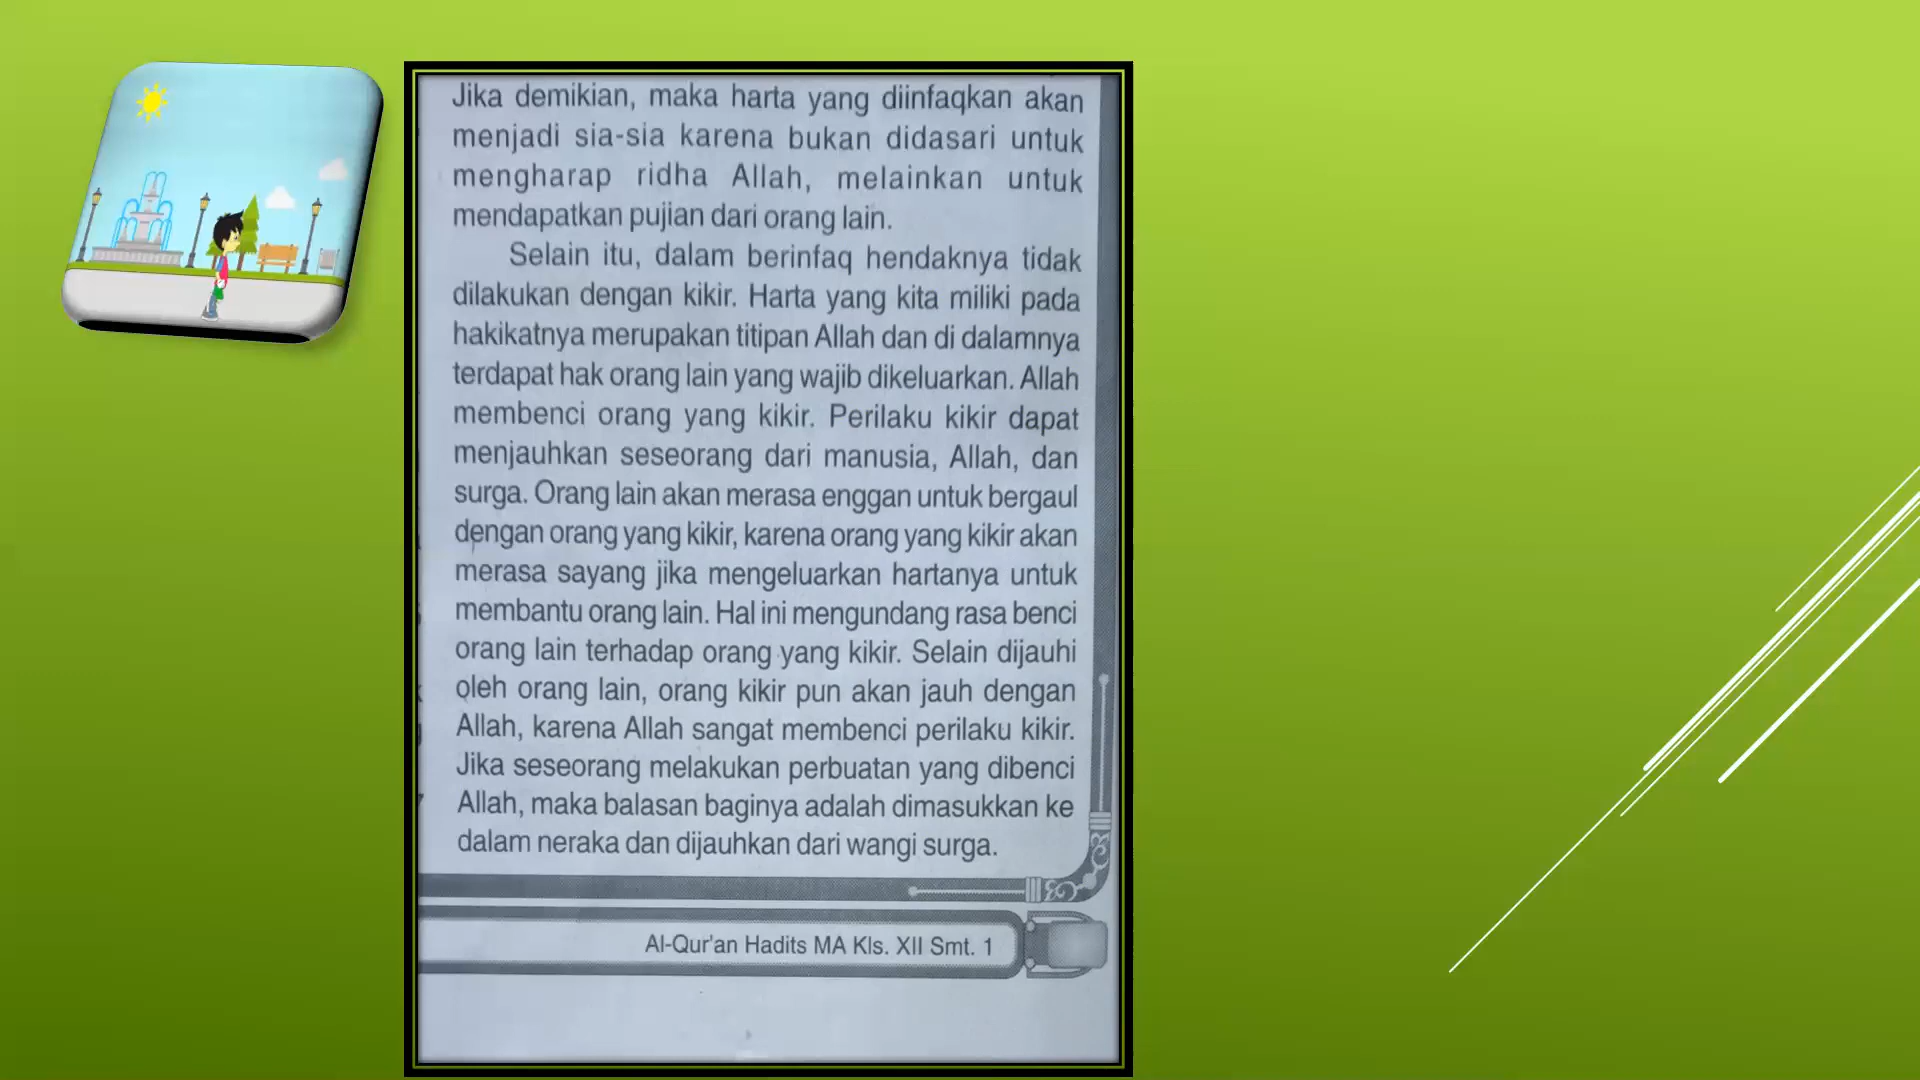 Jika demikian, maka harta yang diinfaqkan akan
menjadi sia-sia karena bukan didasari untuk
mengharap ridha Allah, melainkan untuk
mendapatkan pujian dari orang lain.
Selain itu, dalam berinfaq hendaknya tidak
dilakukan dengan kikir. Harta yang kita miliki pada
hakikatnya merupakan titipan Allah dan di dalamnya
terdapat hak orang lain yang wajib dikeluarkan. Allah
membenci orang yang kikir. Perilaku kikir dapat
menjauhkan seseorang dari manusia, Allah, dan
surga. Orang lain akan merasa enggan untuk bergaul
dengan orang yang kikir, karena orang yang kikir akan
merasa sayang jika mengeluarkan hartanya untuk
membantu orang lain. Hal ini mengundang rasa benci
orang lain terhadap orang yang kikir. Selain dijauhi
oleh orang lain, orang kikir pun akan jauh dengan
Allah, karena Allah sangat membenci perilaku kikir.
Jika seseorang melakukan perbuatan yang dibenci
Allah, maka balasan baginya adalah dimasukkan ke
dalam neraka dan dijauhkan dari wangi surga.
Al-Qur'an Hadits MA Kls. XII Smt. 1